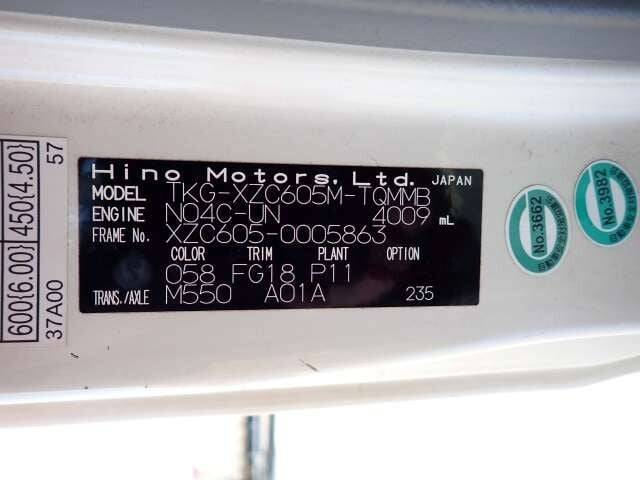 Hino Motors, Ltd. JAPAN
MODEL TKG-XZC605M-TQMMB
ENGINE N04C-UN 4009 mL
FRAME No. XZC605-0005863
COLOR TRIM PLANT OPTION
058 FG18 P11
TRANS./AXLE M550 A01A 235
600{6.00} 450{4.50}
37A00 57
No.3662
No.3982